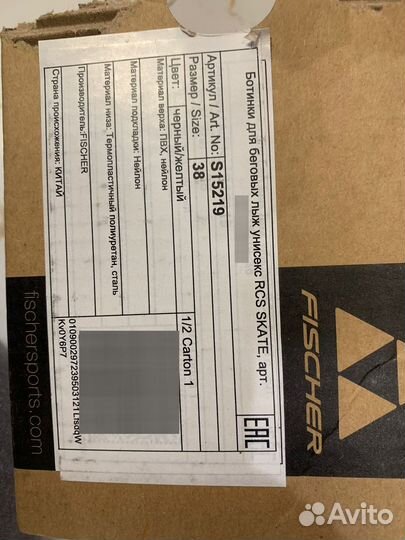 Ботинки для беговых лыж унисекс RCS SKATE, арт.
Артикул / Art. No: S15219
Размер / Size: 38
Цвет: черный/желтый
Материал верха: ПВХ, нейлон
Материал подкладки: Нейлон
Материал низа: Термопластичный полиуретан, сталь
Производитель: FISCHER
Страна происхождения: КИТАЙ
1/2 Carton 1
EAC
FISCHER
fischersports.com
Avito